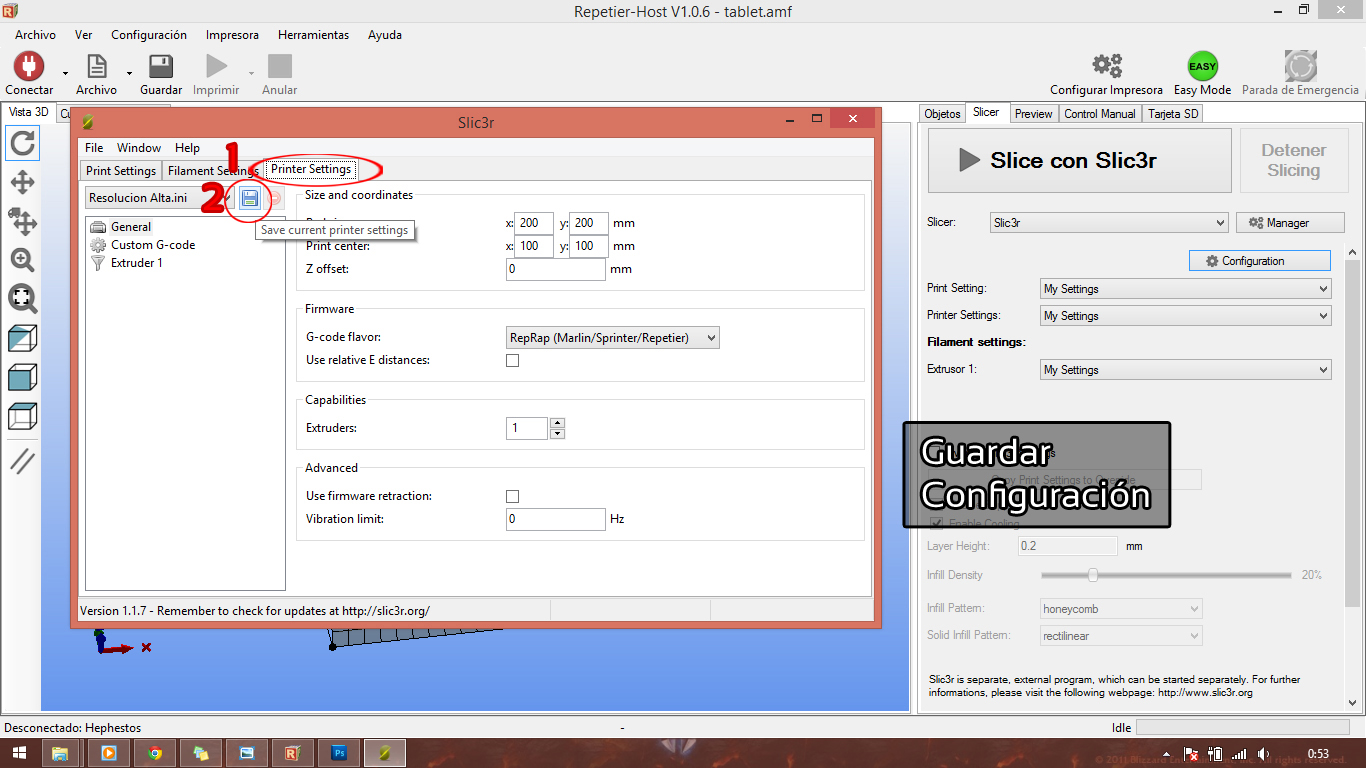 Repetier-Host V1.0.6 - tablet.amf
Archivo Ver Configuración Impresora Herramientas Ayuda
Conectar Archivo Guardar Imprimir Anular Configurar Impresora EASY Easy Mode Parada de Emergencia
Vista 3D
Objetos Slicer Preview Control Manual Tarjeta SD
Slic3r
File Window Help
1
Print Settings Filament Settings Printer Settings
2
Resolucion Alta.ini
Save current printer settings
General
Custom G-code
Extruder 1
Size and coordinates
x: 200 y: 200 mm
Print center: x: 100 y: 100 mm
Z offset: 0 mm
Firmware
G-code flavor: RepRap (Marlin/Sprinter/Repetier)
Use relative E distances:
Capabilities
Extruders: 1
Advanced
Use firmware retraction:
Vibration limit: 0 Hz
Version 1.1.7 - Remember to check for updates at http://slic3r.org/
Slice con Slic3r
Detener Slicing
Slicer: Slic3r Manager
Configuration
Print Setting: My Settings
Printer Settings: My Settings
Filament settings:
Extrusor 1: My Settings
Guardar
Configuración
Copy Print Settings to Override
Enable Cooling
Layer Height: 0.2 mm
Infill Density 20%
Infill Pattern: honeycomb
Solid Infill Pattern: rectilinear
Slic3r is separate, external program, which can be started separately. For further
informations, please visit the following webpage: http://www.slic3r.org
Desconectado: Hephestos - Idle
Ps
0:53